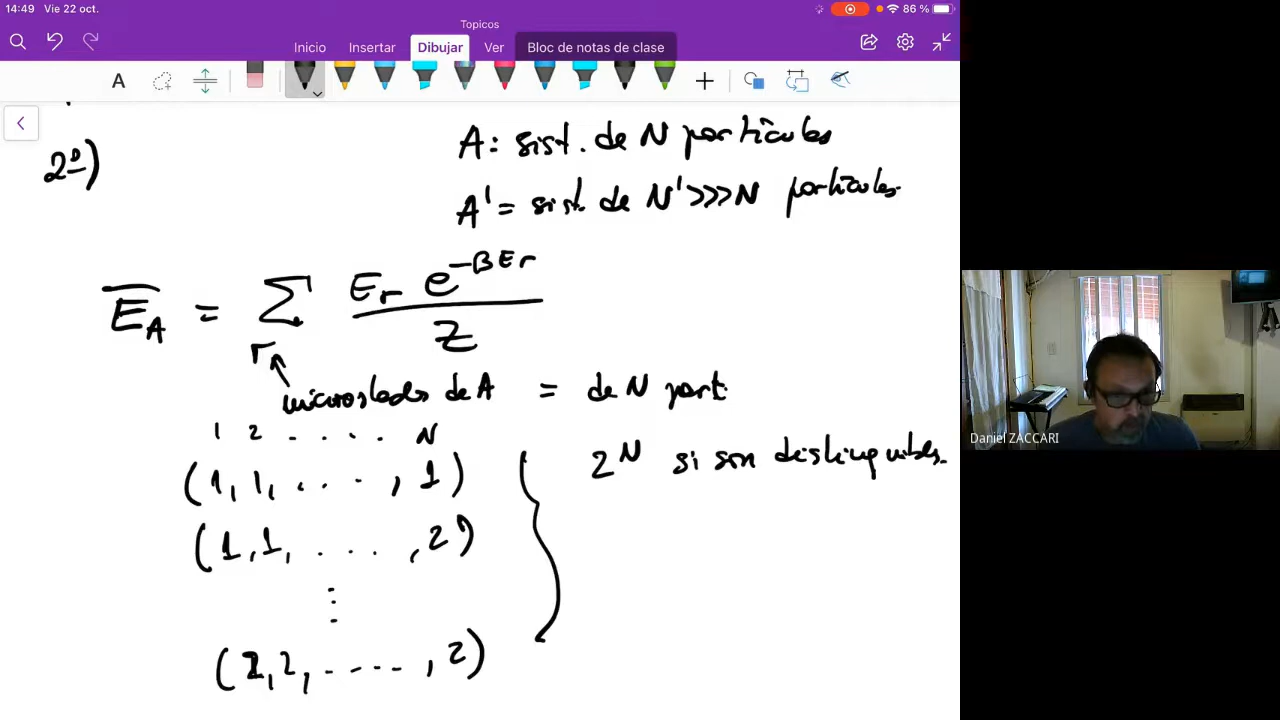 14:49 Vie 22 oct.
86 %
Topicos
Inicio Insertar Dibujar Ver Bloc de notas de clase
A
2º)
A: sist. de N partículas
A' = sist. de N' >>> N partículas
E̅_A = Σ_r E_r e^{-βE_r} / Z
microstados de A = de N part
1 2 . . . . N
(1, 1, . . . , 1)
2^N si son distinguibles.
(1, 1, . . . , 2)
⋮
(2, 2, . . . . , 2)
Daniel ZACCARI